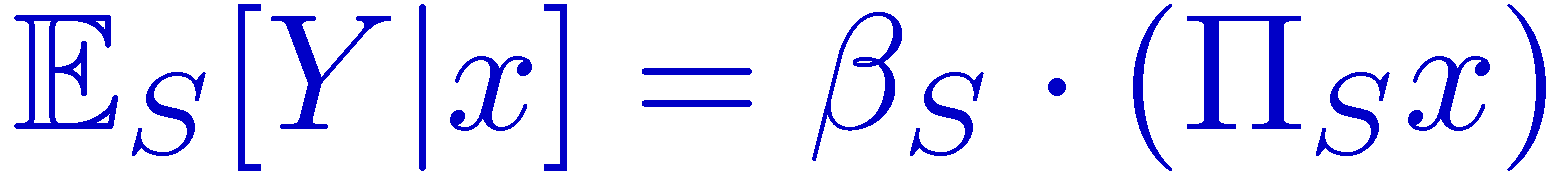 𝔼_S[Y|x] = β_S · (Π_S x)